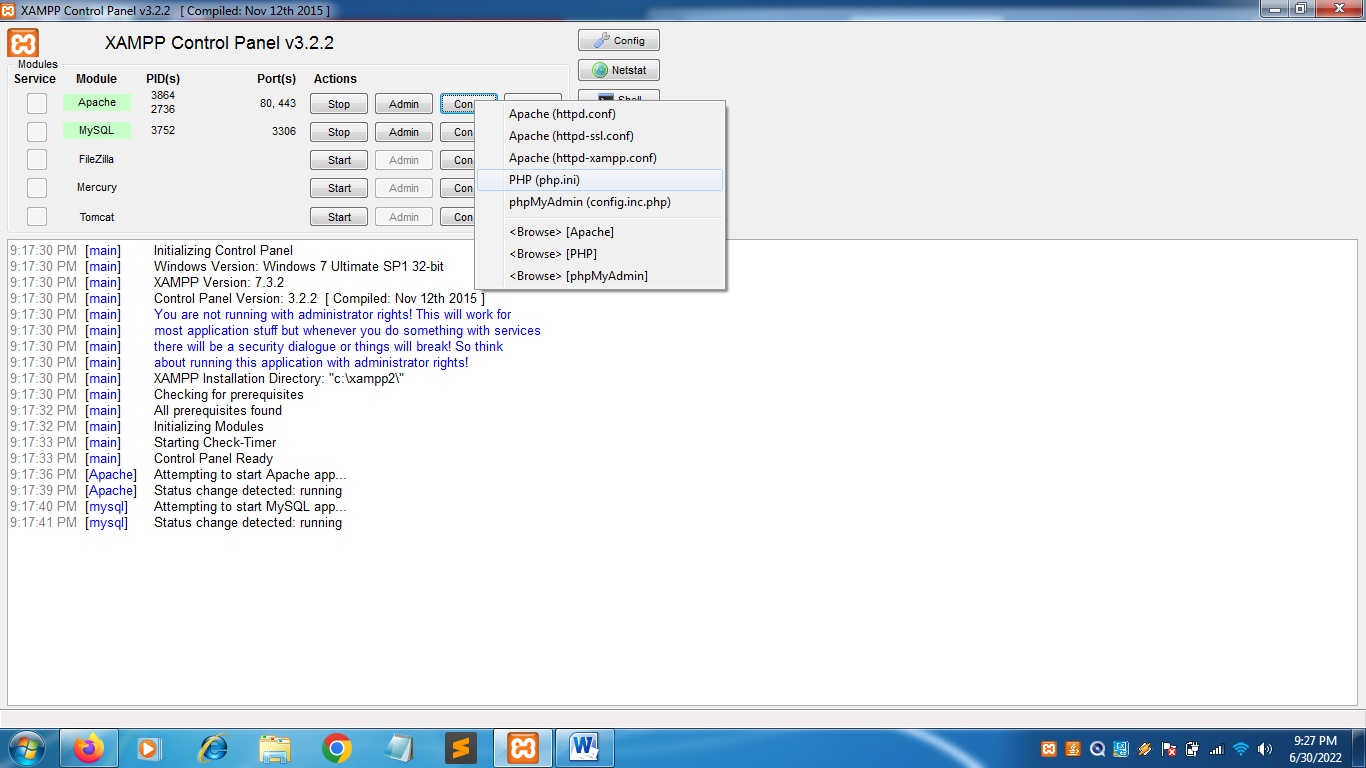 XAMPP Control Panel v3.2.2 [ Compiled: Nov 12th 2015 ]
XAMPP Control Panel v3.2.2
Config
Modules
Service Module PID(s) Port(s) Actions
Netstat
Apache 3864 2736 80, 443 Stop Admin Con
Shell
MySQL 3752 3306 Stop Admin Con
FileZilla Start Admin Con
Mercury Start Admin Con
Tomcat Start Con
Apache (httpd.conf)
Apache (httpd-ssl.conf)
Apache (httpd-xampp.conf)
PHP (php.ini)
phpMyAdmin (config.inc.php)
<Browse> [Apache]
<Browse> [PHP]
<Browse> [phpMyAdmin]
9:17:30 PM [main] Initializing Control Panel
9:17:30 PM [main] Windows Version: Windows 7 Ultimate SP1 32-bit
9:17:30 PM [main] XAMPP Version: 7.3.2
9:17:30 PM [main] Control Panel Version: 3.2.2 [ Compiled: Nov 12th 2015 ]
9:17:30 PM [main] You are not running with administrator rights! This will work for
9:17:30 PM [main] most application stuff but whenever you do something with services
9:17:30 PM [main] there will be a security dialogue or things will break! So think
9:17:30 PM [main] about running this application with administrator rights!
9:17:30 PM [main] XAMPP Installation Directory: "c:\xampp2\"
9:17:30 PM [main] Checking for prerequisites
9:17:32 PM [main] All prerequisites found
9:17:32 PM [main] Initializing Modules
9:17:33 PM [main] Starting Check-Timer
9:17:33 PM [main] Control Panel Ready
9:17:36 PM [Apache] Attempting to start Apache app...
9:17:39 PM [Apache] Status change detected: running
9:17:40 PM [mysql] Attempting to start MySQL app...
9:17:41 PM [mysql] Status change detected: running
9:27 PM
6/30/2022